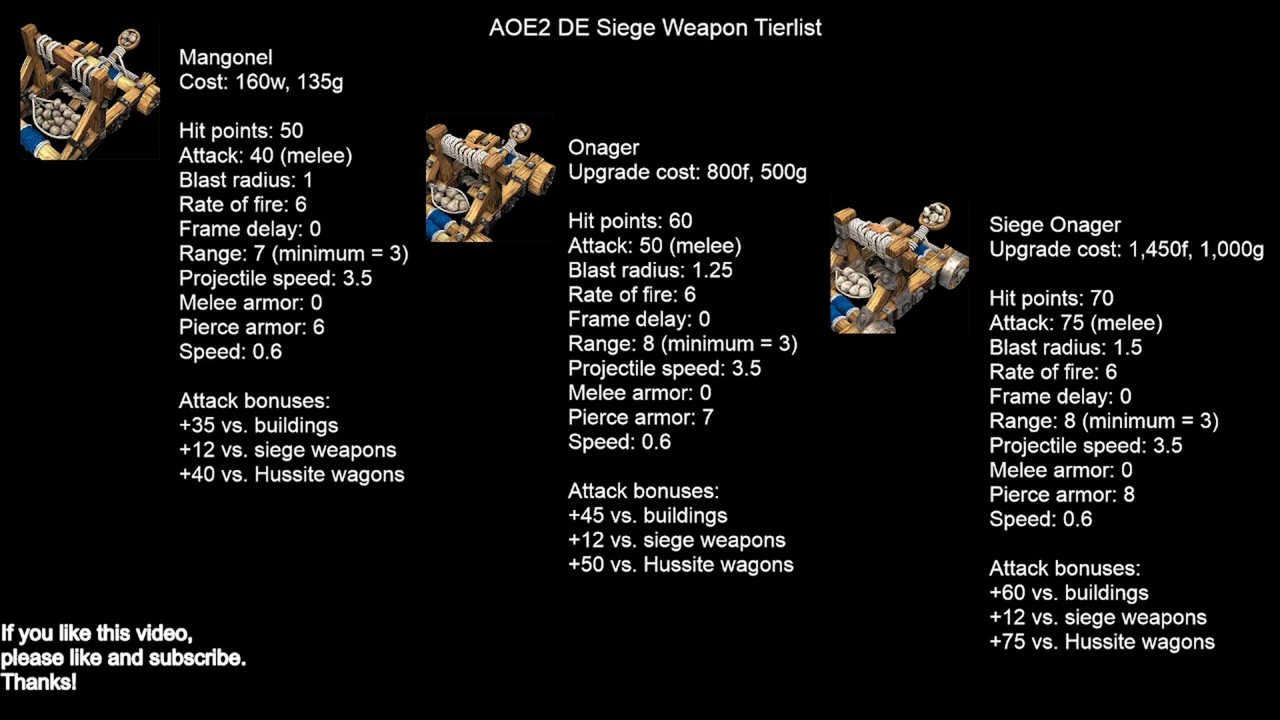 AOE2 DE Siege Weapon Tierlist
Mangonel
Cost: 160w, 135g
Hit points: 50
Attack: 40 (melee)
Blast radius: 1
Rate of fire: 6
Frame delay: 0
Range: 7 (minimum = 3)
Projectile speed: 3.5
Melee armor: 0
Pierce armor: 6
Speed: 0.6
Attack bonuses:
+35 vs. buildings
+12 vs. siege weapons
+40 vs. Hussite wagons
Onager
Upgrade cost: 800f, 500g
Hit points: 60
Attack: 50 (melee)
Blast radius: 1.25
Rate of fire: 6
Frame delay: 0
Range: 8 (minimum = 3)
Projectile speed: 3.5
Melee armor: 0
Pierce armor: 7
Speed: 0.6
Attack bonuses:
+45 vs. buildings
+12 vs. siege weapons
+50 vs. Hussite wagons
Siege Onager
Upgrade cost: 1,450f, 1,000g
Hit points: 70
Attack: 75 (melee)
Blast radius: 1.5
Rate of fire: 6
Frame delay: 0
Range: 8 (minimum = 3)
Projectile speed: 3.5
Melee armor: 0
Pierce armor: 8
Speed: 0.6
Attack bonuses:
+60 vs. buildings
+12 vs. siege weapons
+75 vs. Hussite wagons
If you like this video,
please like and subscribe.
Thanks!